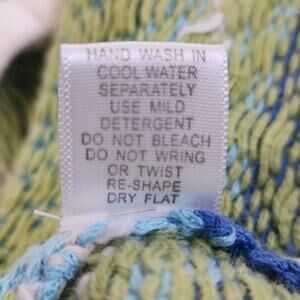 HAND WASH IN
COOL WATER
SEPARATELY
USE MILD
DETERGENT
DO NOT BLEACH
DO NOT WRING
OR TWIST
RE-SHAPE
DRY FLAT